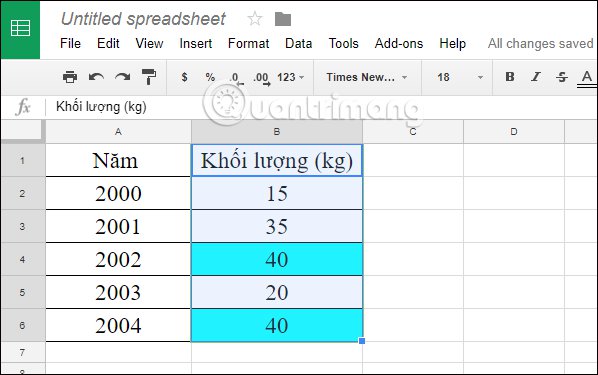 Untitled spreadsheet
File Edit View Insert Format Data Tools Add-ons Help All changes saved
$ % .0 .00 123 Times New... 18 B I S A
fx Khối lượng (kg)
Quantrimang
A B C D
1 Năm Khối lượng (kg)
2 2000 15
3 2001 35
4 2002 40
5 2003 20
6 2004 40
7
8